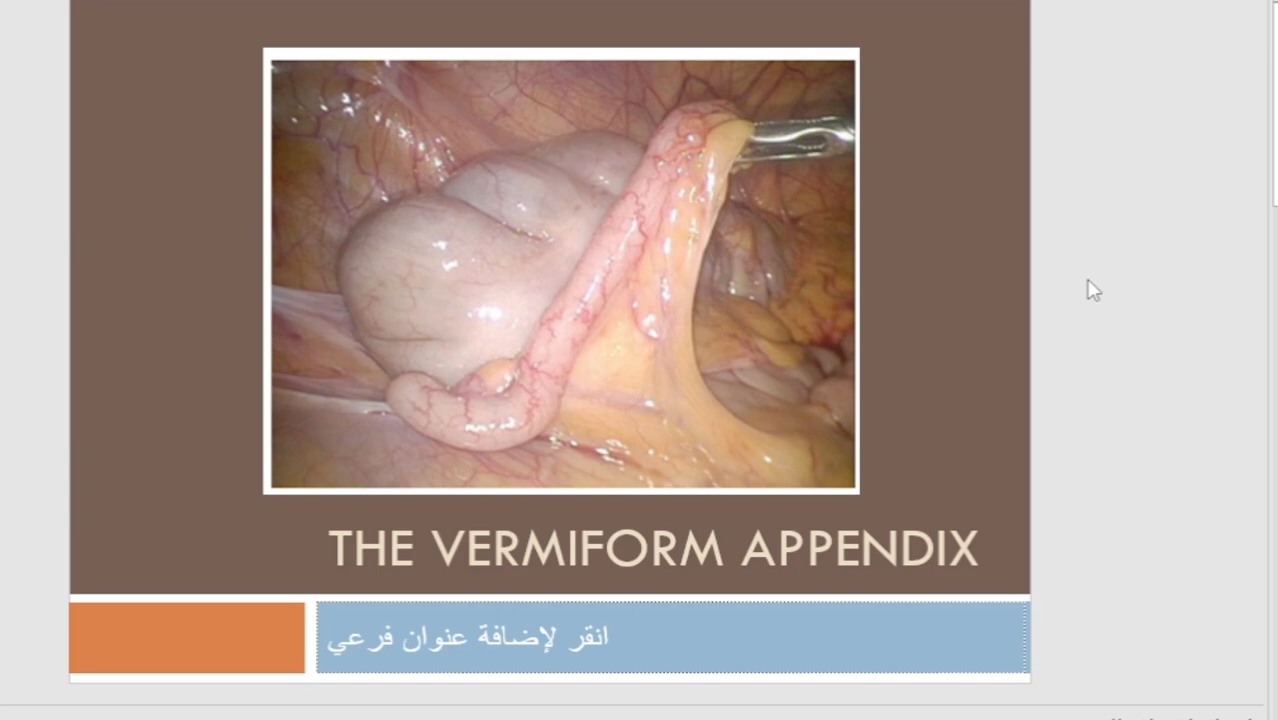 THE VERMIFORM APPENDIX
انقر لإضافة عنوان فرعي